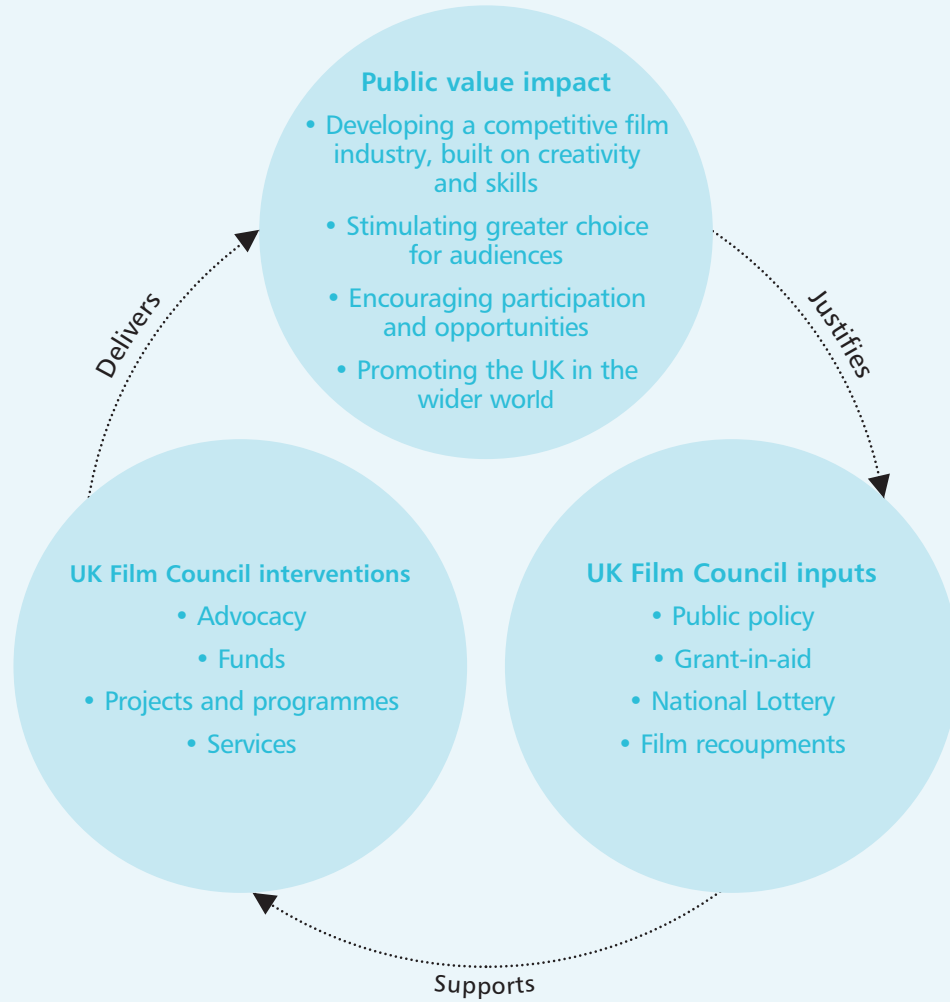 Public value impact
• Developing a competitive film
industry, built on creativity
and skills
• Stimulating greater choice
for audiences
• Encouraging participation
and opportunities
• Promoting the UK in the
wider world
Delivers
Justifies
UK Film Council interventions
• Advocacy
• Funds
• Projects and programmes
• Services
UK Film Council inputs
• Public policy
• Grant-in-aid
• National Lottery
• Film recoupments
Supports